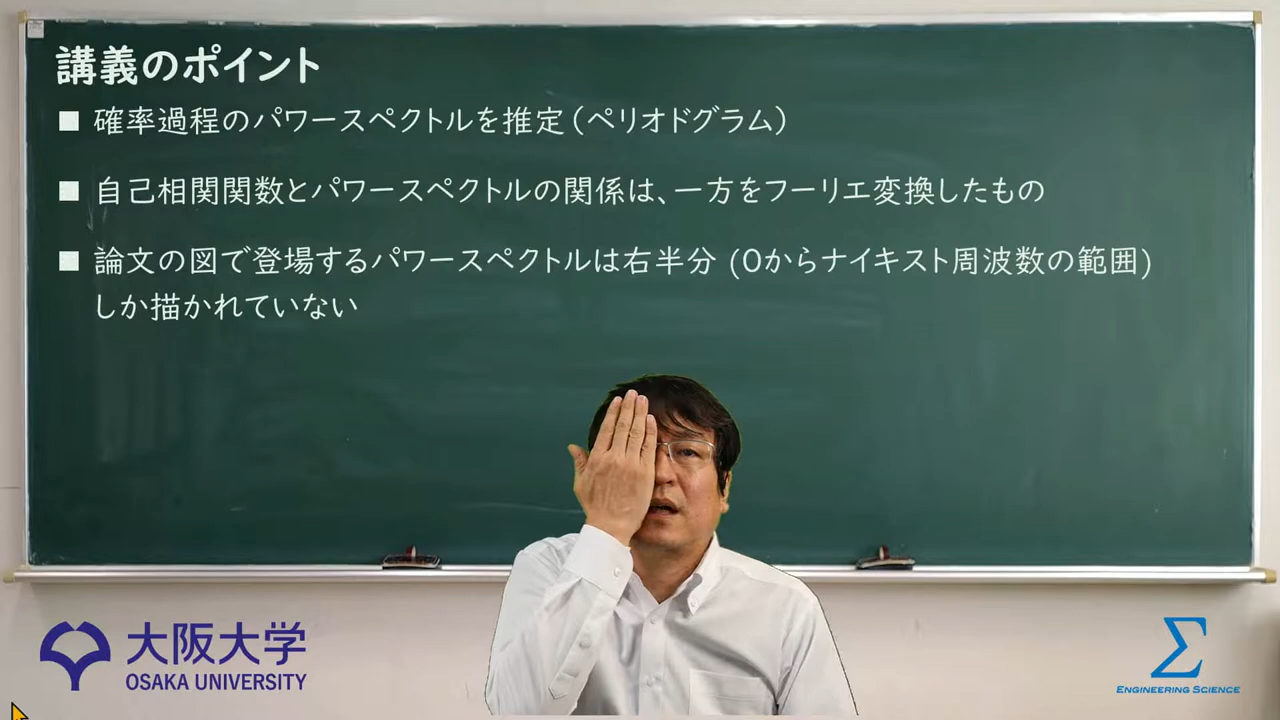 講義のポイント
■ 確率過程のパワースペクトルを推定（ペリオドグラム）
■ 自己相関関数とパワースペクトルの関係は、一方をフーリエ変換したもの
■ 論文の図で登場するパワースペクトルは右半分 (0からナイキスト周波数の範囲)
しか描かれていない
大阪大学
OSAKA UNIVERSITY
Σ
ENGINEERING SCIENCE